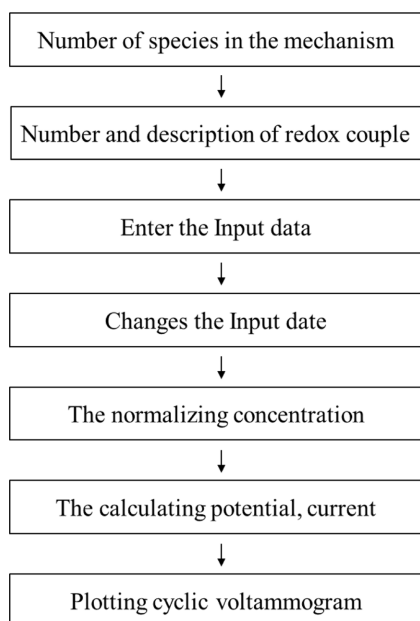 Number of species in the mechanism
Number and description of redox couple
Enter the Input data
Changes the Input date
The normalizing concentration
The calculating potential, current
Plotting cyclic voltammogram